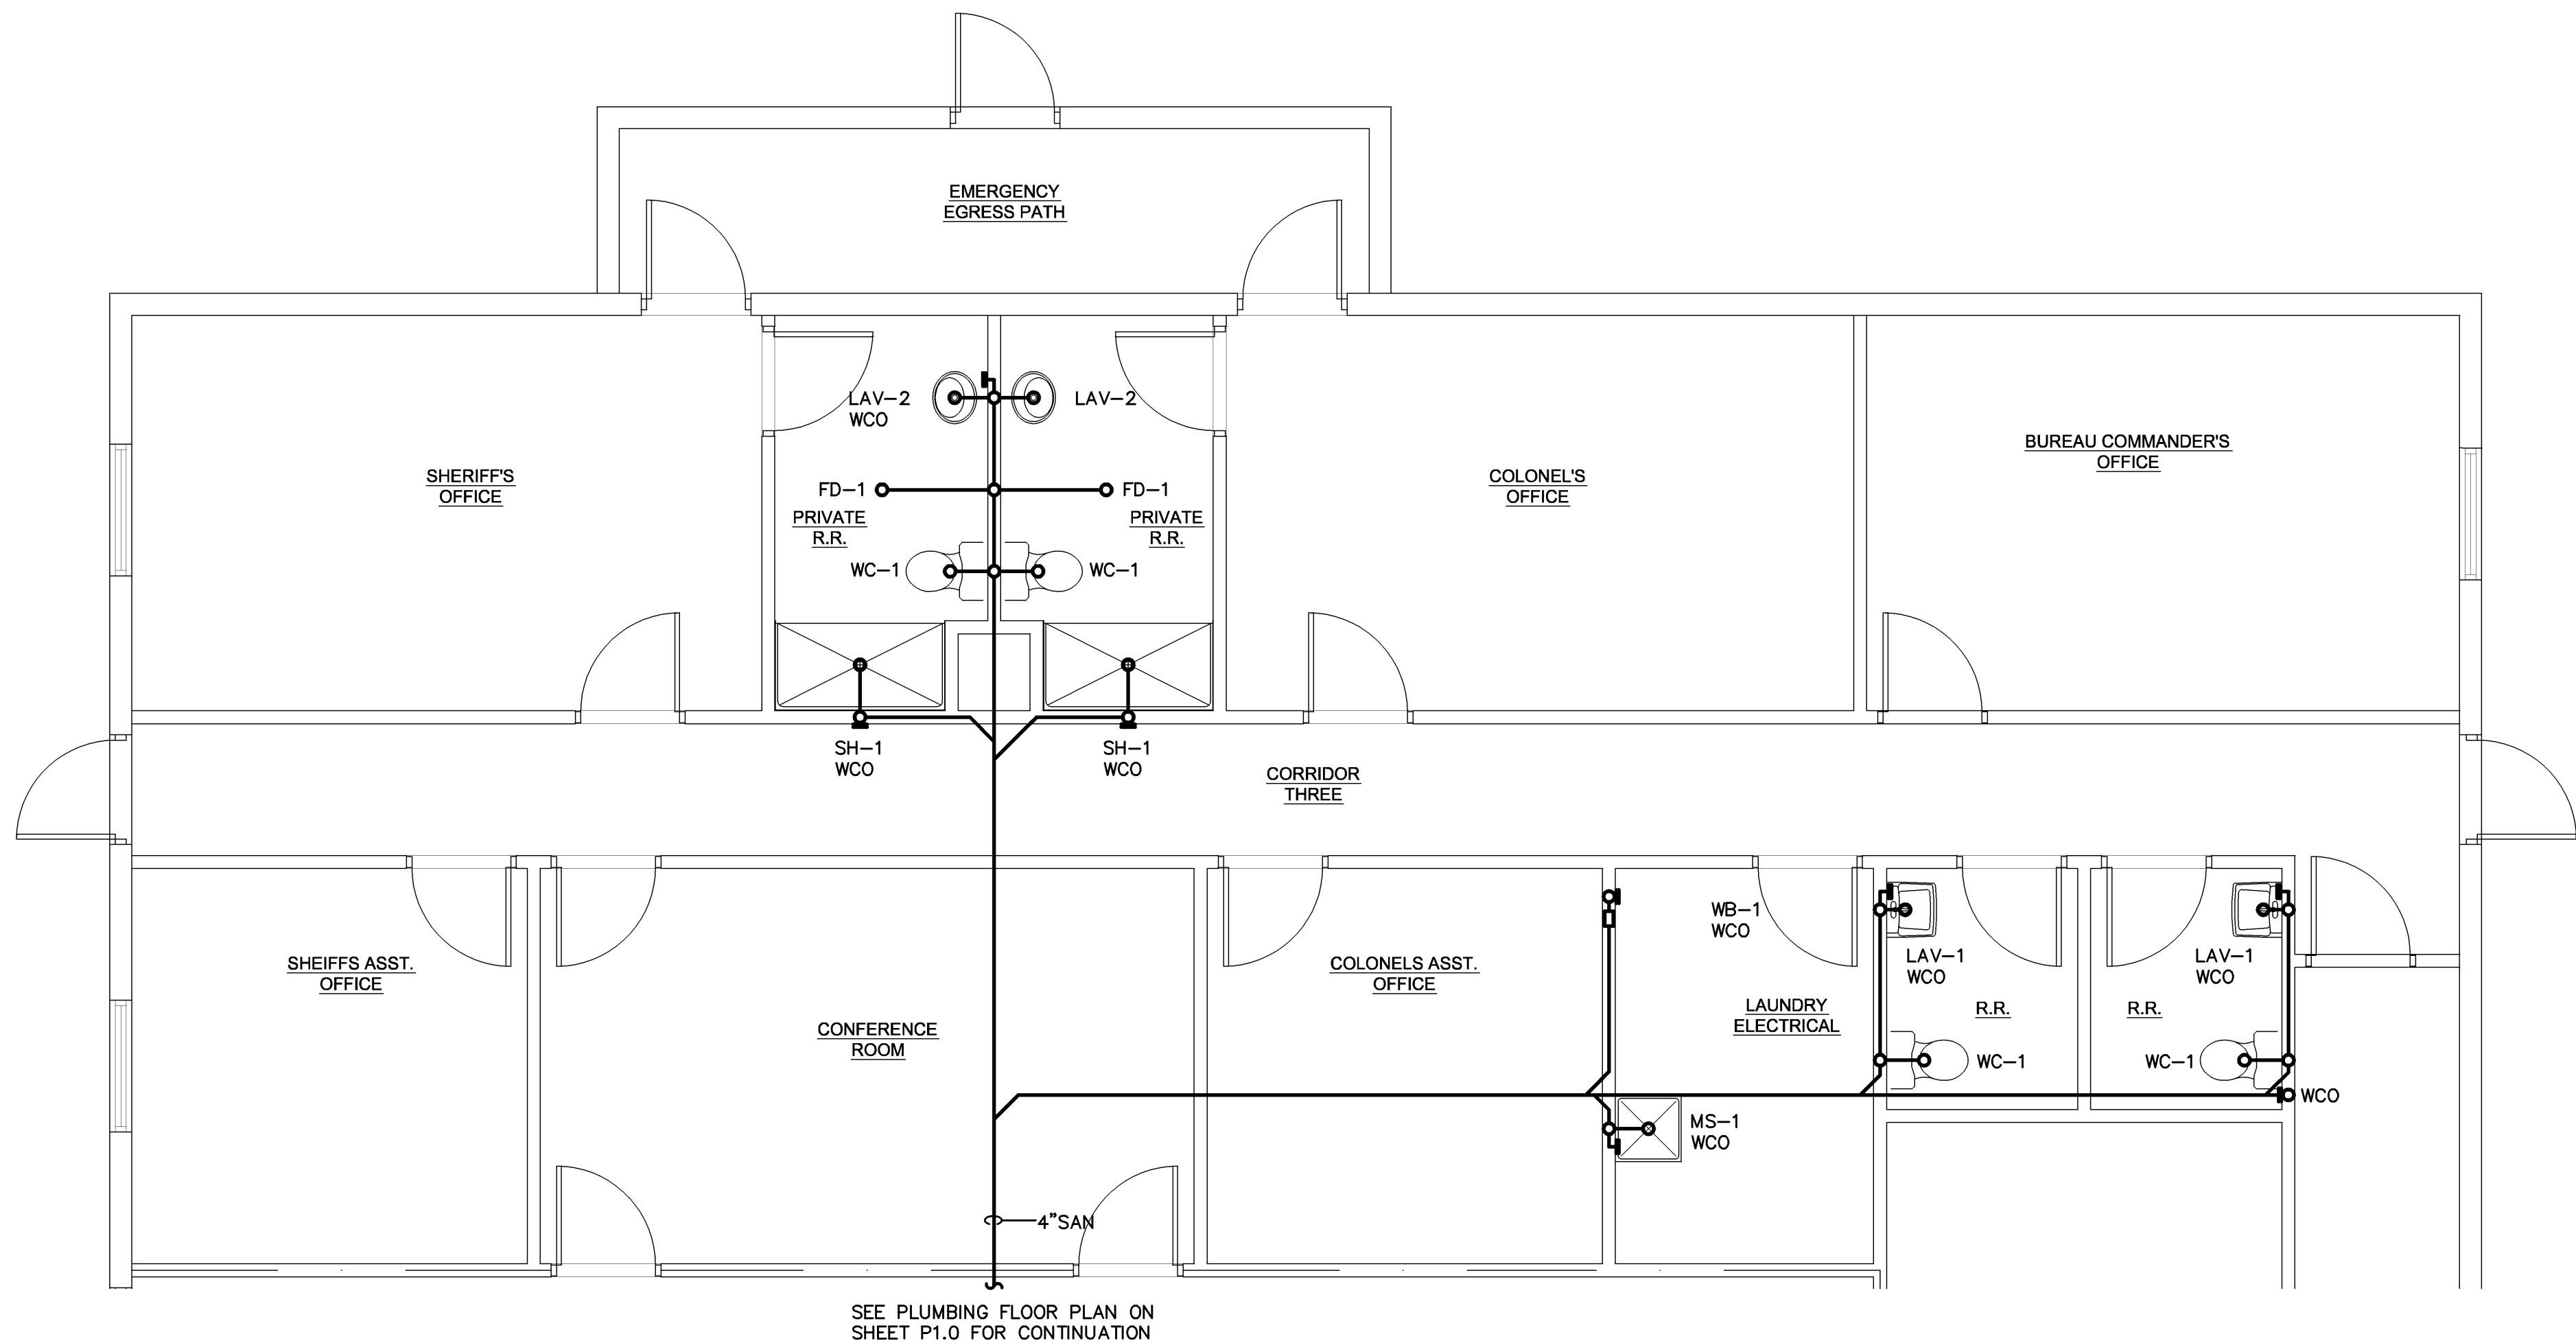 EMERGENCY
EGRESS PATH
LAV-2
WCO
LAV-2
SHERIFF'S
OFFICE
FD-1
FD-1
PRIVATE
R.R.
PRIVATE
R.R.
WC-1
WC-1
COLONEL'S
OFFICE
BUREAU COMMANDER'S
OFFICE
SH-1
WCO
SH-1
WCO
CORRIDOR
THREE
SHEIFFS ASST.
OFFICE
CONFERENCE
ROOM
COLONELS ASST.
OFFICE
WB-1
WCO
LAUNDRY
ELECTRICAL
LAV-1
WCO
LAV-1
WCO
R.R.
R.R.
WC-1
WC-1
WCO
MS-1
WCO
4"SAN
SEE PLUMBING FLOOR PLAN ON
SHEET P1.0 FOR CONTINUATION